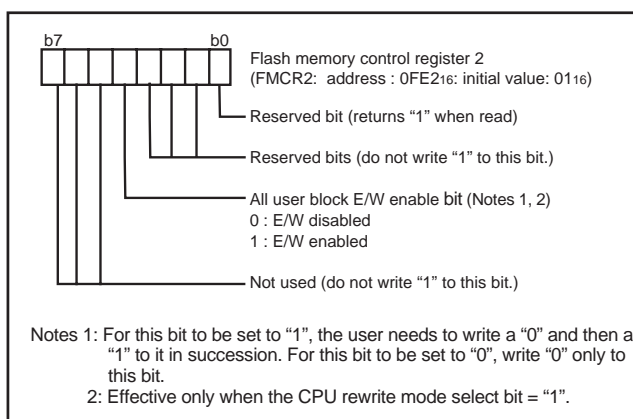 b7 b0
Flash memory control register 2
(FMCR2: address : 0FE216: initial value: 0116)
Reserved bit (returns “1” when read)
Reserved bits (do not write “1” to this bit.)
All user block E/W enable bit (Notes 1, 2)
0 : E/W disabled
1 : E/W enabled
Not used (do not write “1” to this bit.)
Notes 1: For this bit to be set to “1”, the user needs to write a “0” and then a
“1” to it in succession. For this bit to be set to “0”, write “0” only to
this bit.
2: Effective only when the CPU rewrite mode select bit = “1”.